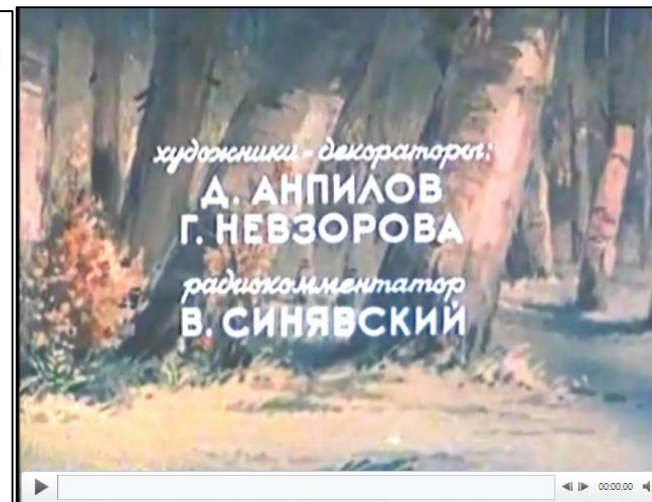 художники-декораторы:
Д. АНПИЛОВ
Г. НЕВЗОРОВА
радиокомментатор
В. СИНЯВСКИЙ
00:00,00